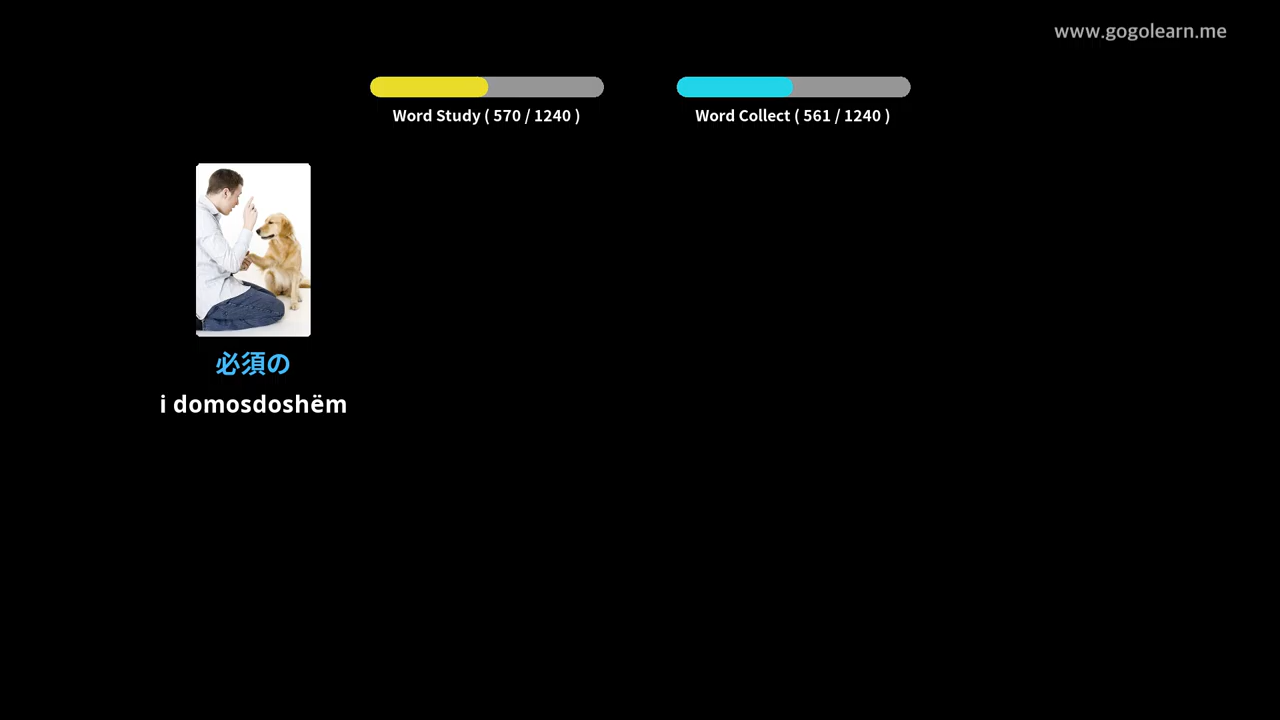 www.gogolearn.me
Word Study ( 570 / 1240 )
Word Collect ( 561 / 1240 )
必須の
i domosdoshëm